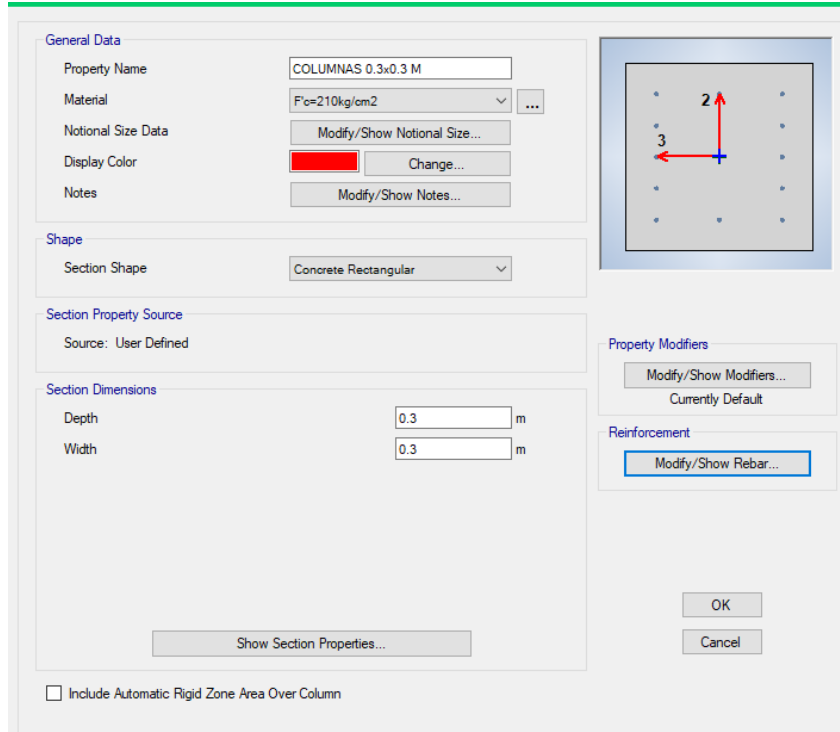 General Data
Property Name COLUMNAS 0.3x0.3 M
Material F'c=210kg/cm2 ...
Notional Size Data Modify/Show Notional Size...
Display Color Change...
Notes Modify/Show Notes...
2
3
Shape
Section Shape Concrete Rectangular
Section Property Source
Source: User Defined
Property Modifiers
Modify/Show Modifiers...
Currently Default
Section Dimensions
Depth 0.3 m
Width 0.3 m
Reinforcement
Modify/Show Rebar...
OK
Show Section Properties... Cancel
Include Automatic Rigid Zone Area Over Column